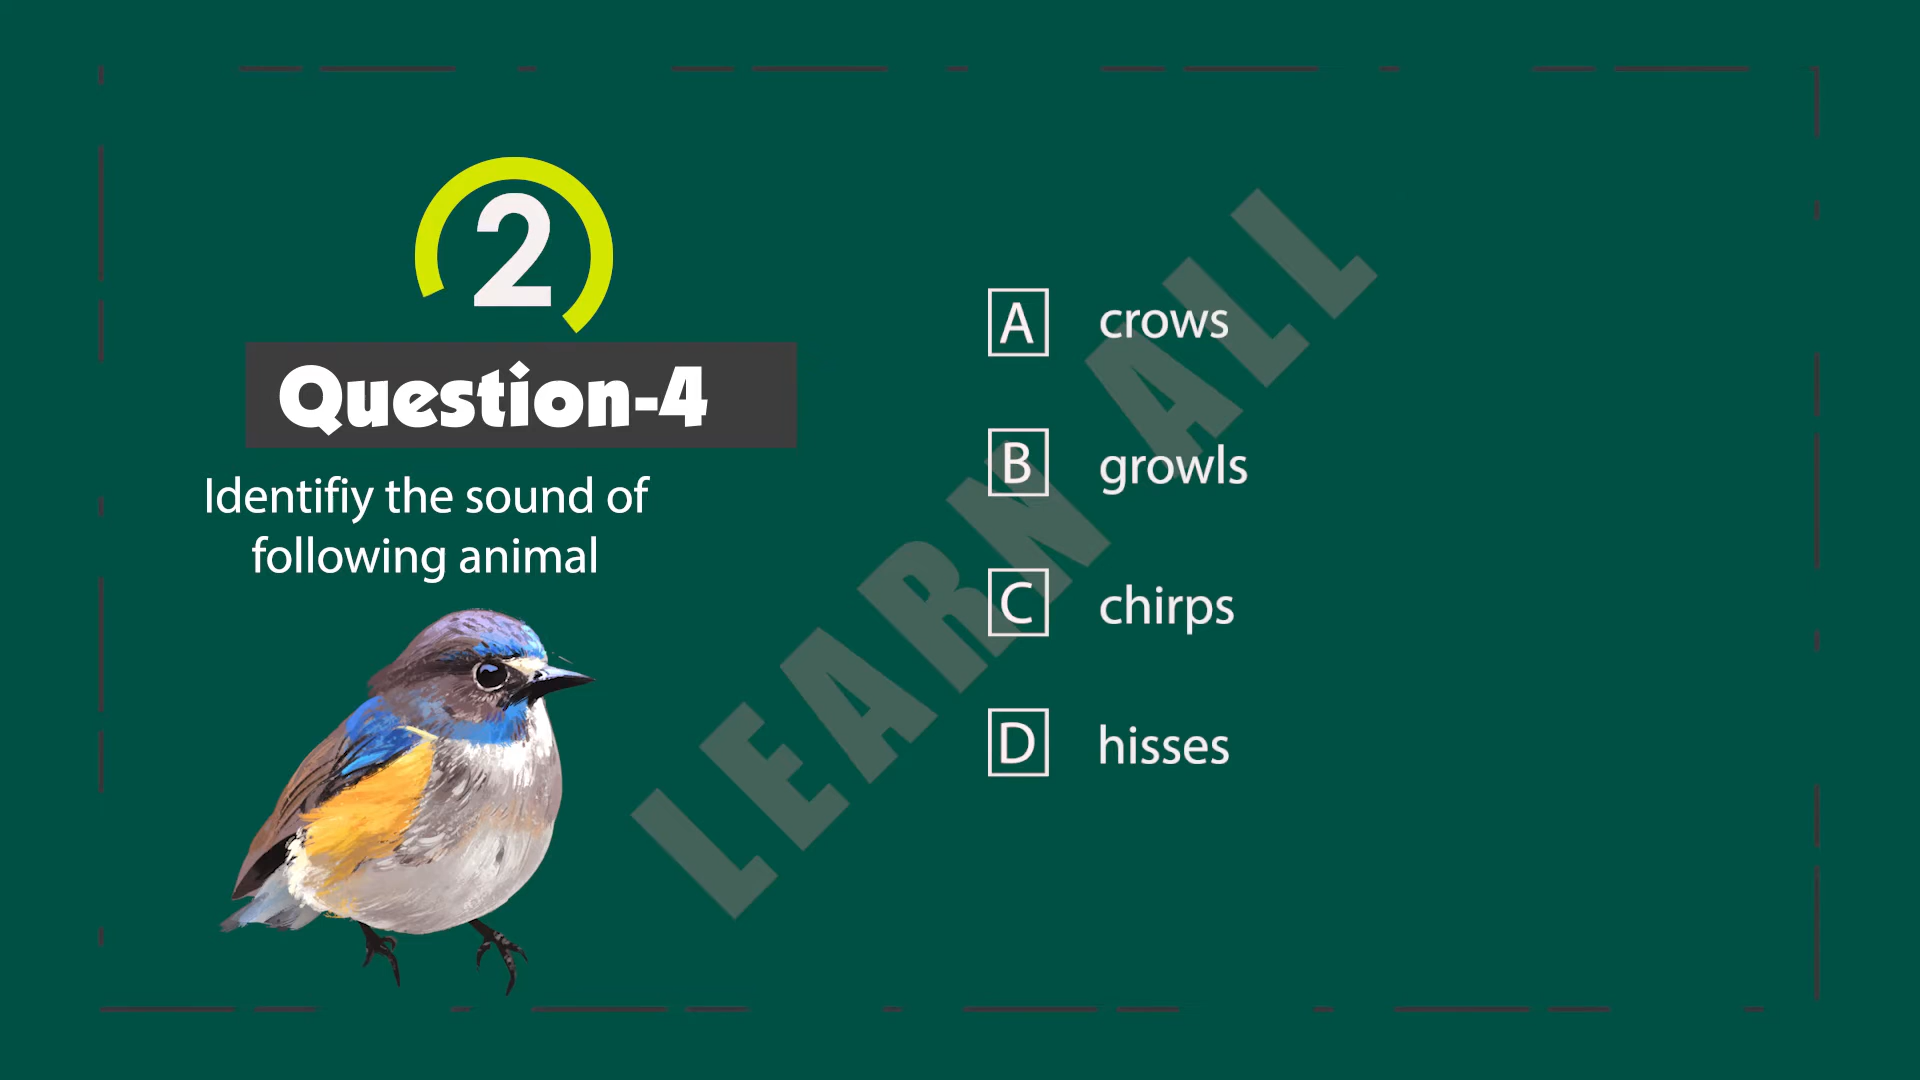 2
Question-4
Identifiy the sound of
following animal
A crows
B growls
C chirps
D hisses
LEARN ALL